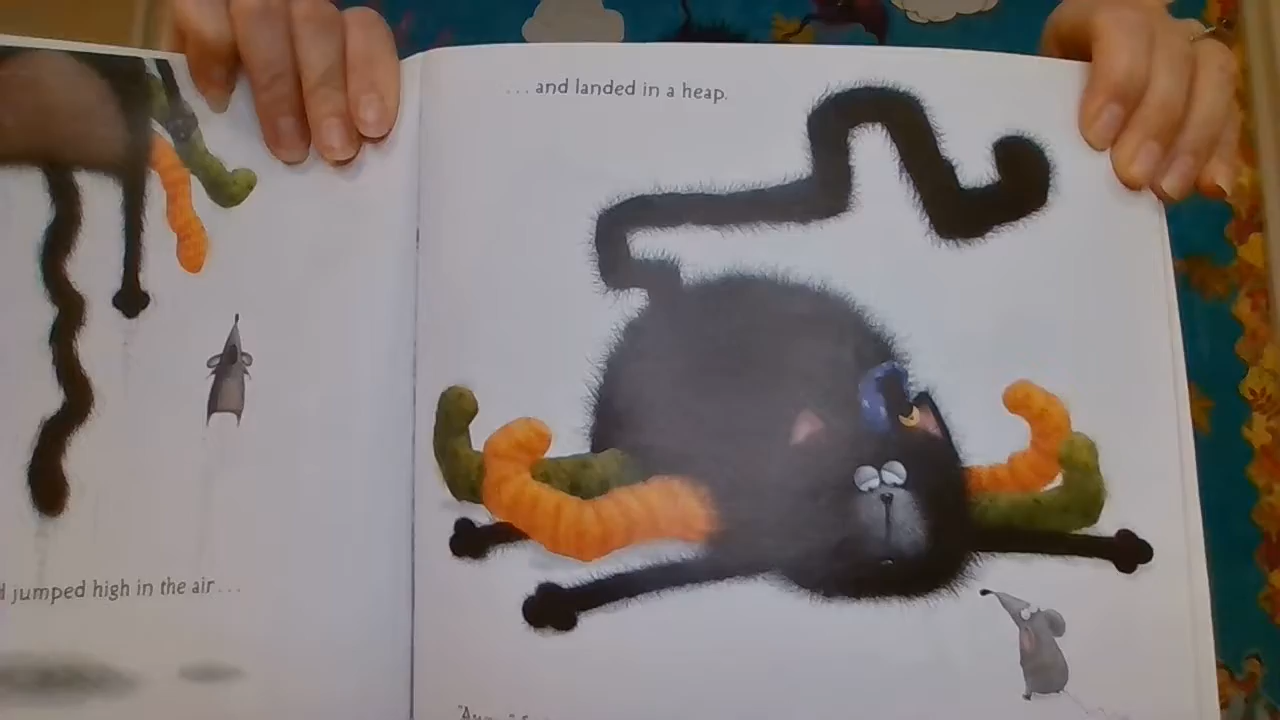 jumped high in the air ...
... and landed in a heap.